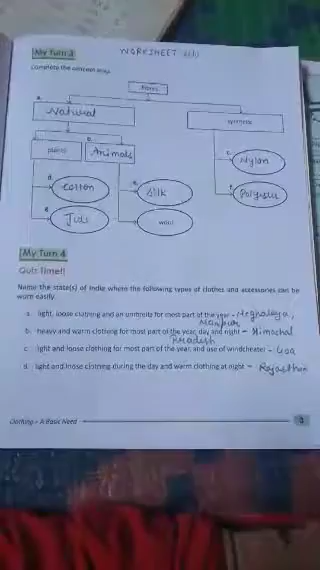 My Turn 3
WORKSHEET
Complete the concept map.
fibres
a.
Natural
synthetic
b.
plants
Animals
c.
Nylon
d.
cotton
e.
Silk
f.
Polyester
g.
Jute
wool
My Turn 4
Quiz Time!!
Name the state(s) of India where the following types of clothes and accessories can be
worn easily.
a. light, loose clothing and an umbrella for most part of the year - Meghalaya,
Manipur
b. heavy and warm clothing for most part of the year, day and night - Himachal
Pradesh
c. light and loose clothing for most part of the year, and use of windcheater - Goa
d. light and loose clothing during the day and warm clothing at night - Rajasthan
Clothing - A Basic Need